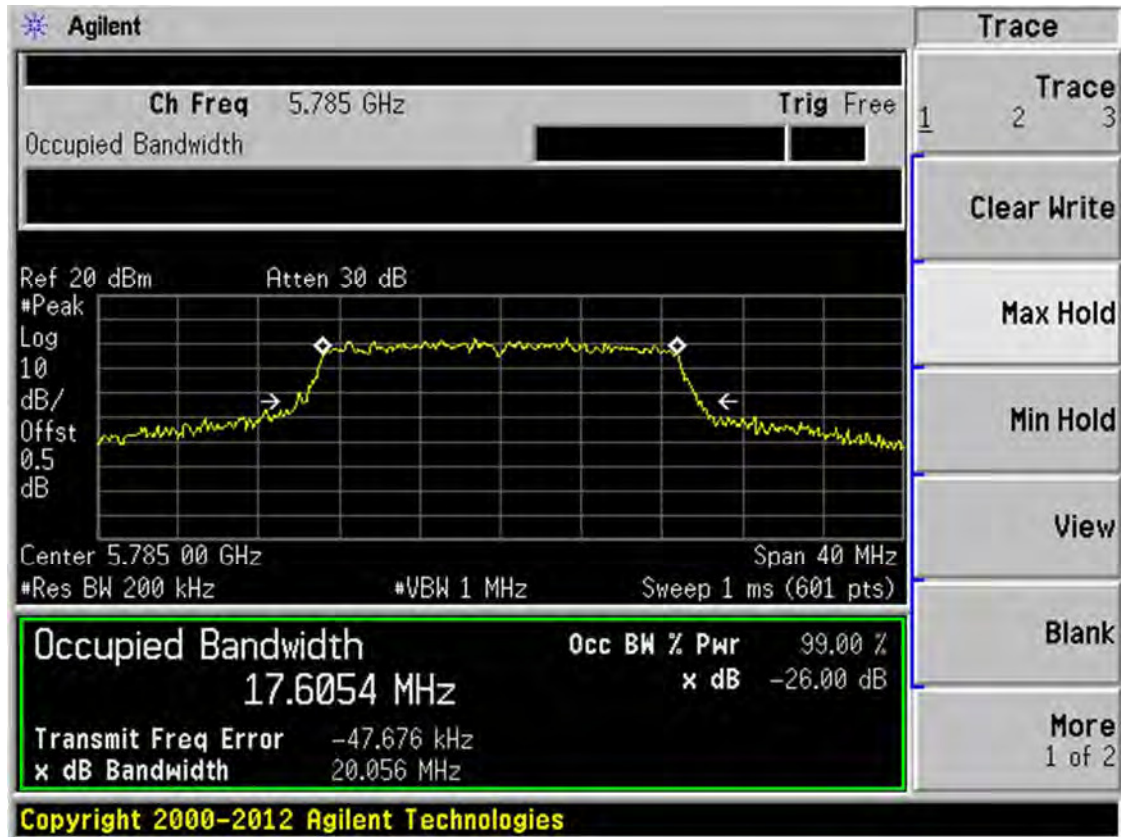 Agilent
Trace
Ch Freq 5.785 GHz Trig Free
Occupied Bandwidth
Trace
1 2 3
Clear Write
Max Hold
Min Hold
View
Blank
More
1 of 2
Ref 20 dBm Atten 30 dB
#Peak
Log
10
dB/
Offst
0.5
dB
Center 5.785 00 GHz Span 40 MHz
#Res BW 200 kHz #VBW 1 MHz Sweep 1 ms (601 pts)
Occupied Bandwidth
17.6054 MHz
Occ BW % Pwr 99.00 %
x dB -26.00 dB
Transmit Freq Error -47.676 kHz
x dB Bandwidth 20.056 MHz
Copyright 2000-2012 Agilent Technologies